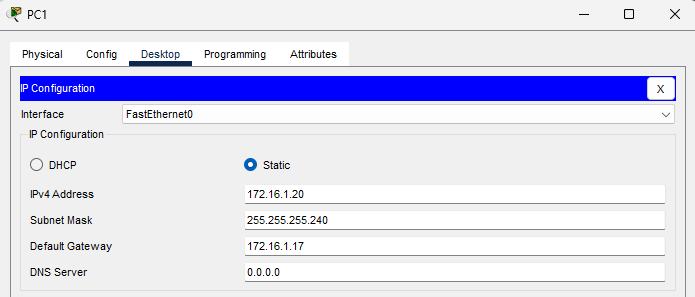 PC1
Physical Config Desktop Programming Attributes
IP Configuration X
Interface FastEthernet0
IP Configuration
DHCP Static
IPv4 Address 172.16.1.20
Subnet Mask 255.255.255.240
Default Gateway 172.16.1.17
DNS Server 0.0.0.0